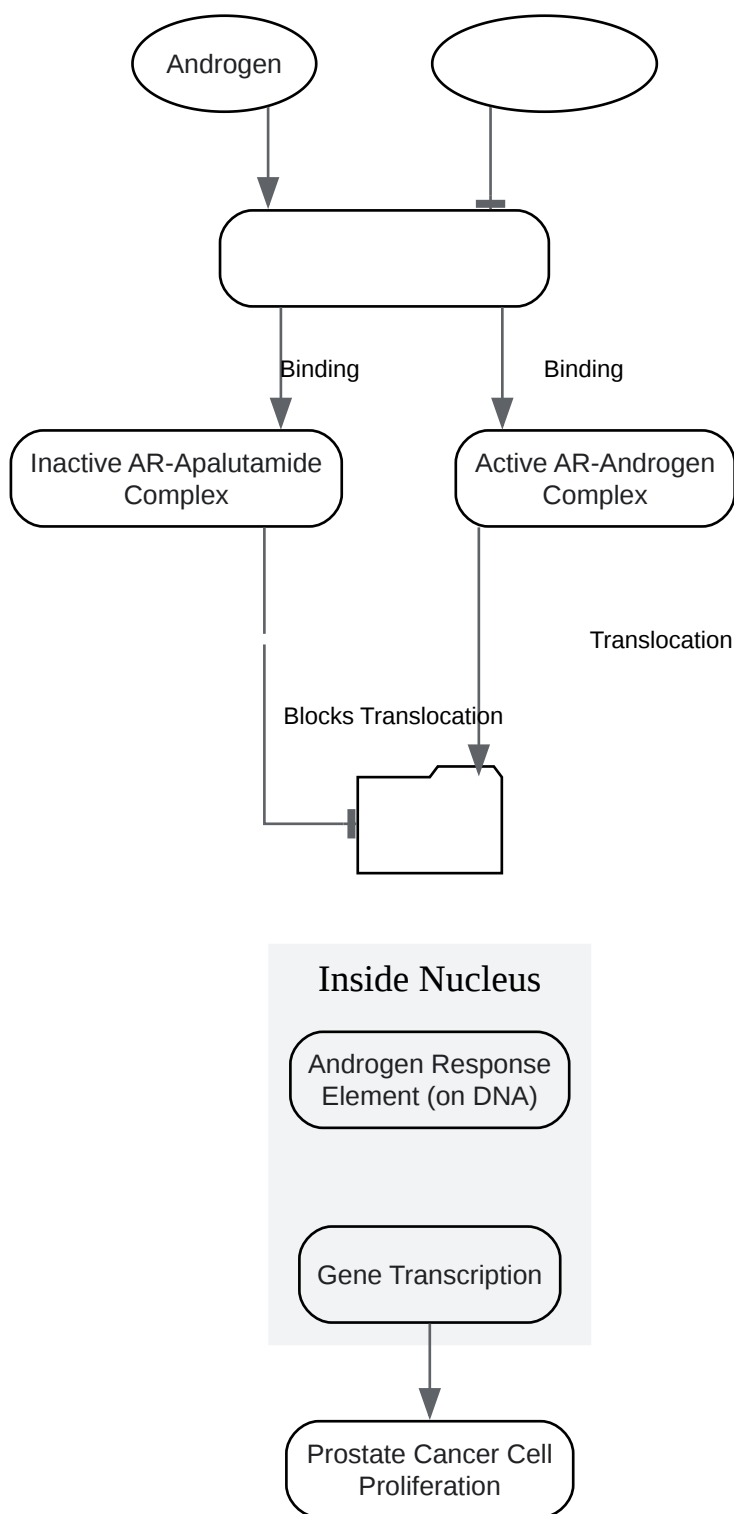 Androgen
Binding
Binding
Inactive AR-Apalutamide
Complex
Active AR-Androgen
Complex
Translocation
Blocks Translocation
Inside Nucleus
Androgen Response
Element (on DNA)
Gene Transcription
Prostate Cancer Cell
Proliferation